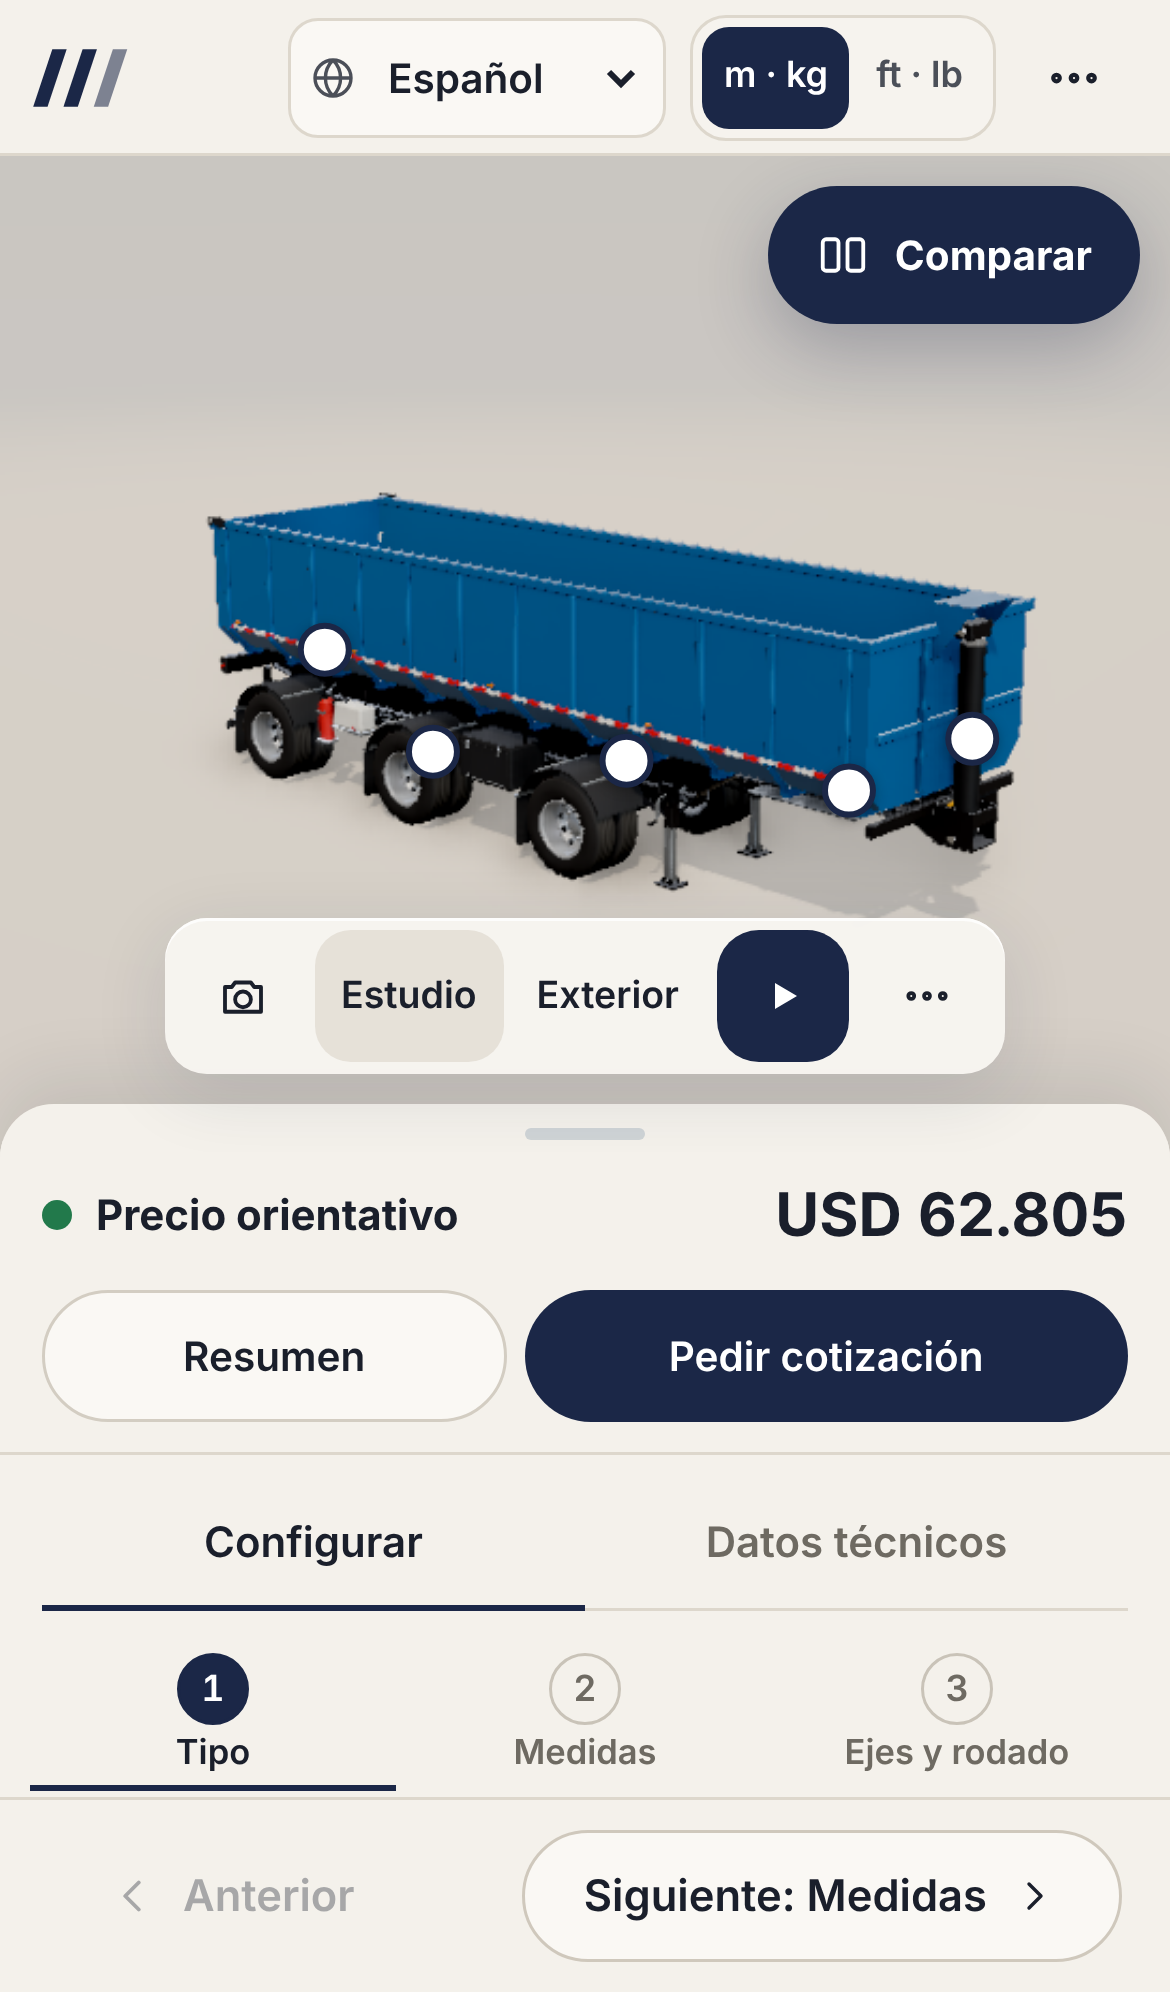 Español
m · kg
ft · lb
Comparar
Estudio
Exterior
Precio orientativo
USD 62.805
Resumen
Pedir cotización
Configurar
Datos técnicos
1
2
3
Tipo
Medidas
Ejes y rodado
Anterior
Siguiente: Medidas